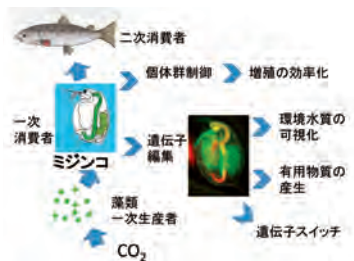 二次消費者
個体群制御
増殖の効率化
一次
消費者
ミジンコ
遺伝子
編集
環境水質の
可視化
有用物質の
産生
遺伝子スイッチ
藻類
一次生産者
CO₂